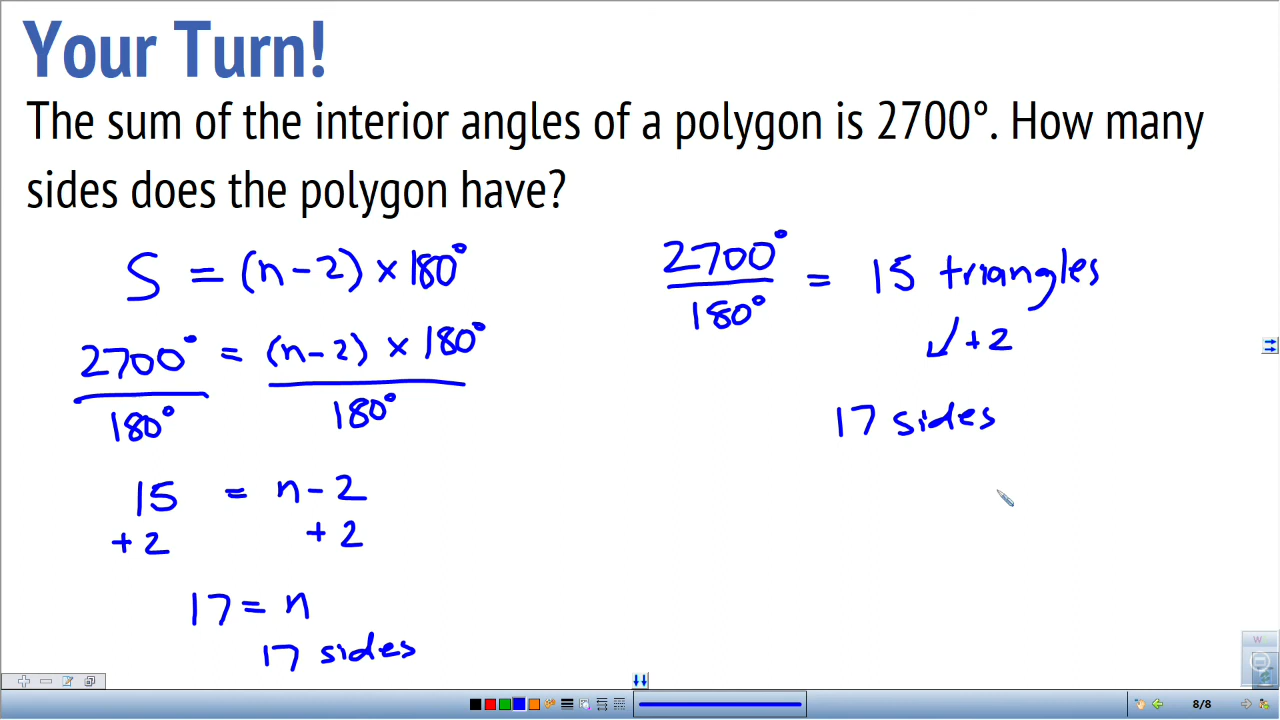 Your Turn!
The sum of the interior angles of a polygon is 2700°. How many
sides does the polygon have?
S = (n-2) × 180°
2700° = (n-2) × 180°
180° 180°
15 = n-2
+2 +2
17 = n
17 sides
2700° = 15 triangles
180°
+2
17 sides
W
8/8